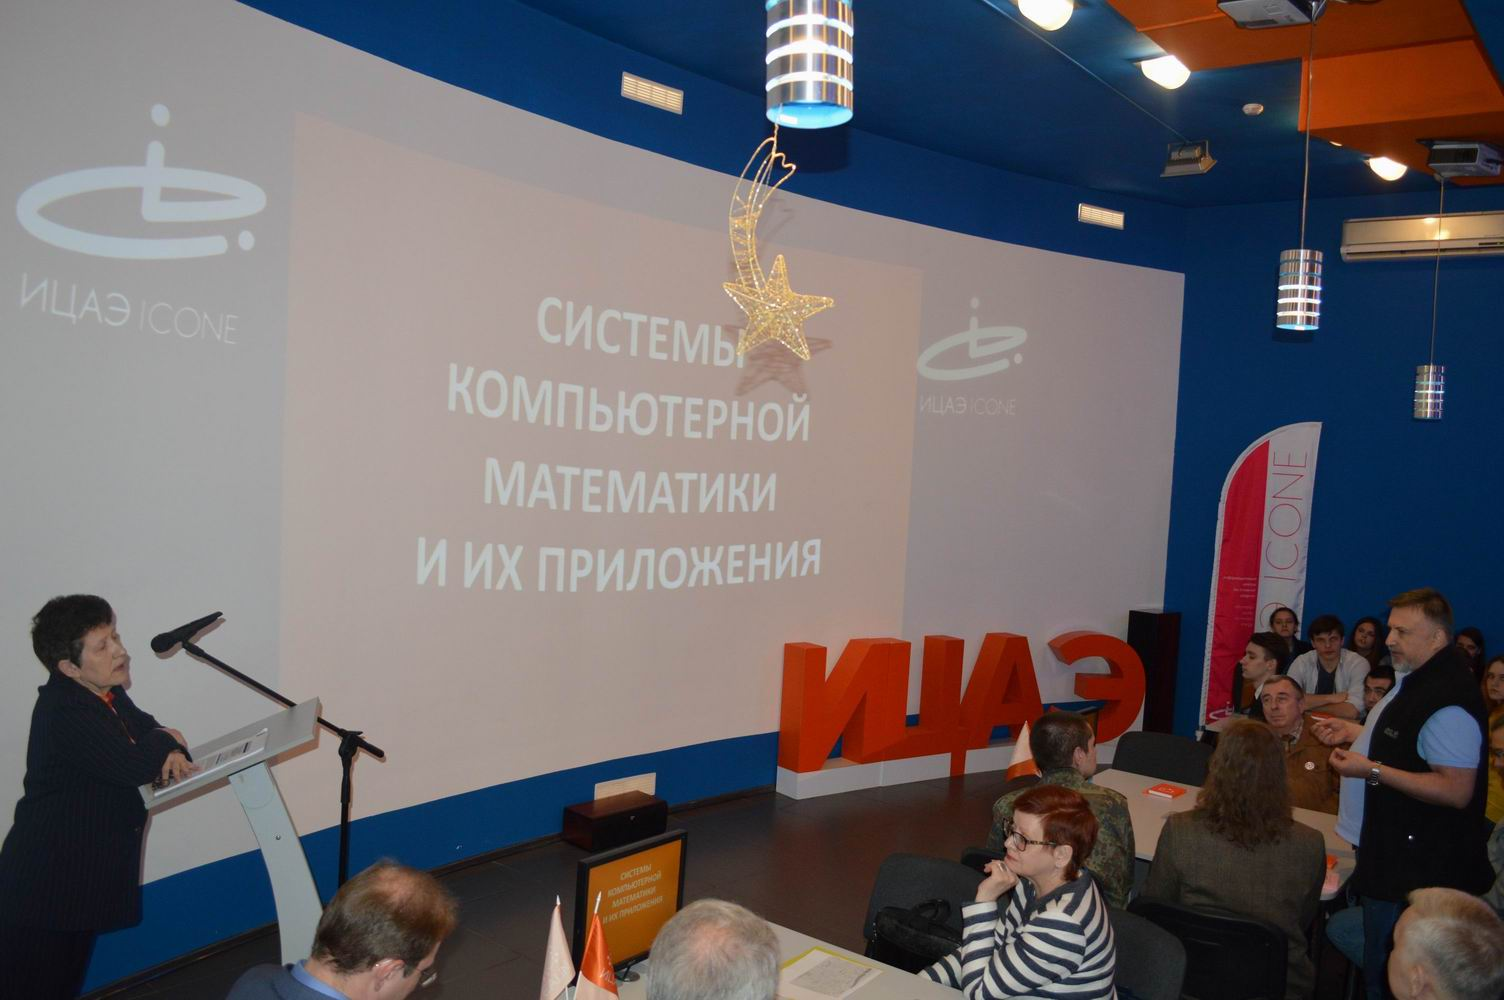 ИЦАЭ ICONE
СИСТЕМЫ
КОМПЬЮТЕРНОЙ
МАТЕМАТИКИ
И ИХ ПРИЛОЖЕНИЯ
ИЦАЭ ICONE
ИЦАЭ
ICONE
СИСТЕМЫ
КОМПЬЮТЕРНОЙ
МАТЕМАТИКИ
И ИХ ПРИЛОЖЕНИЯ